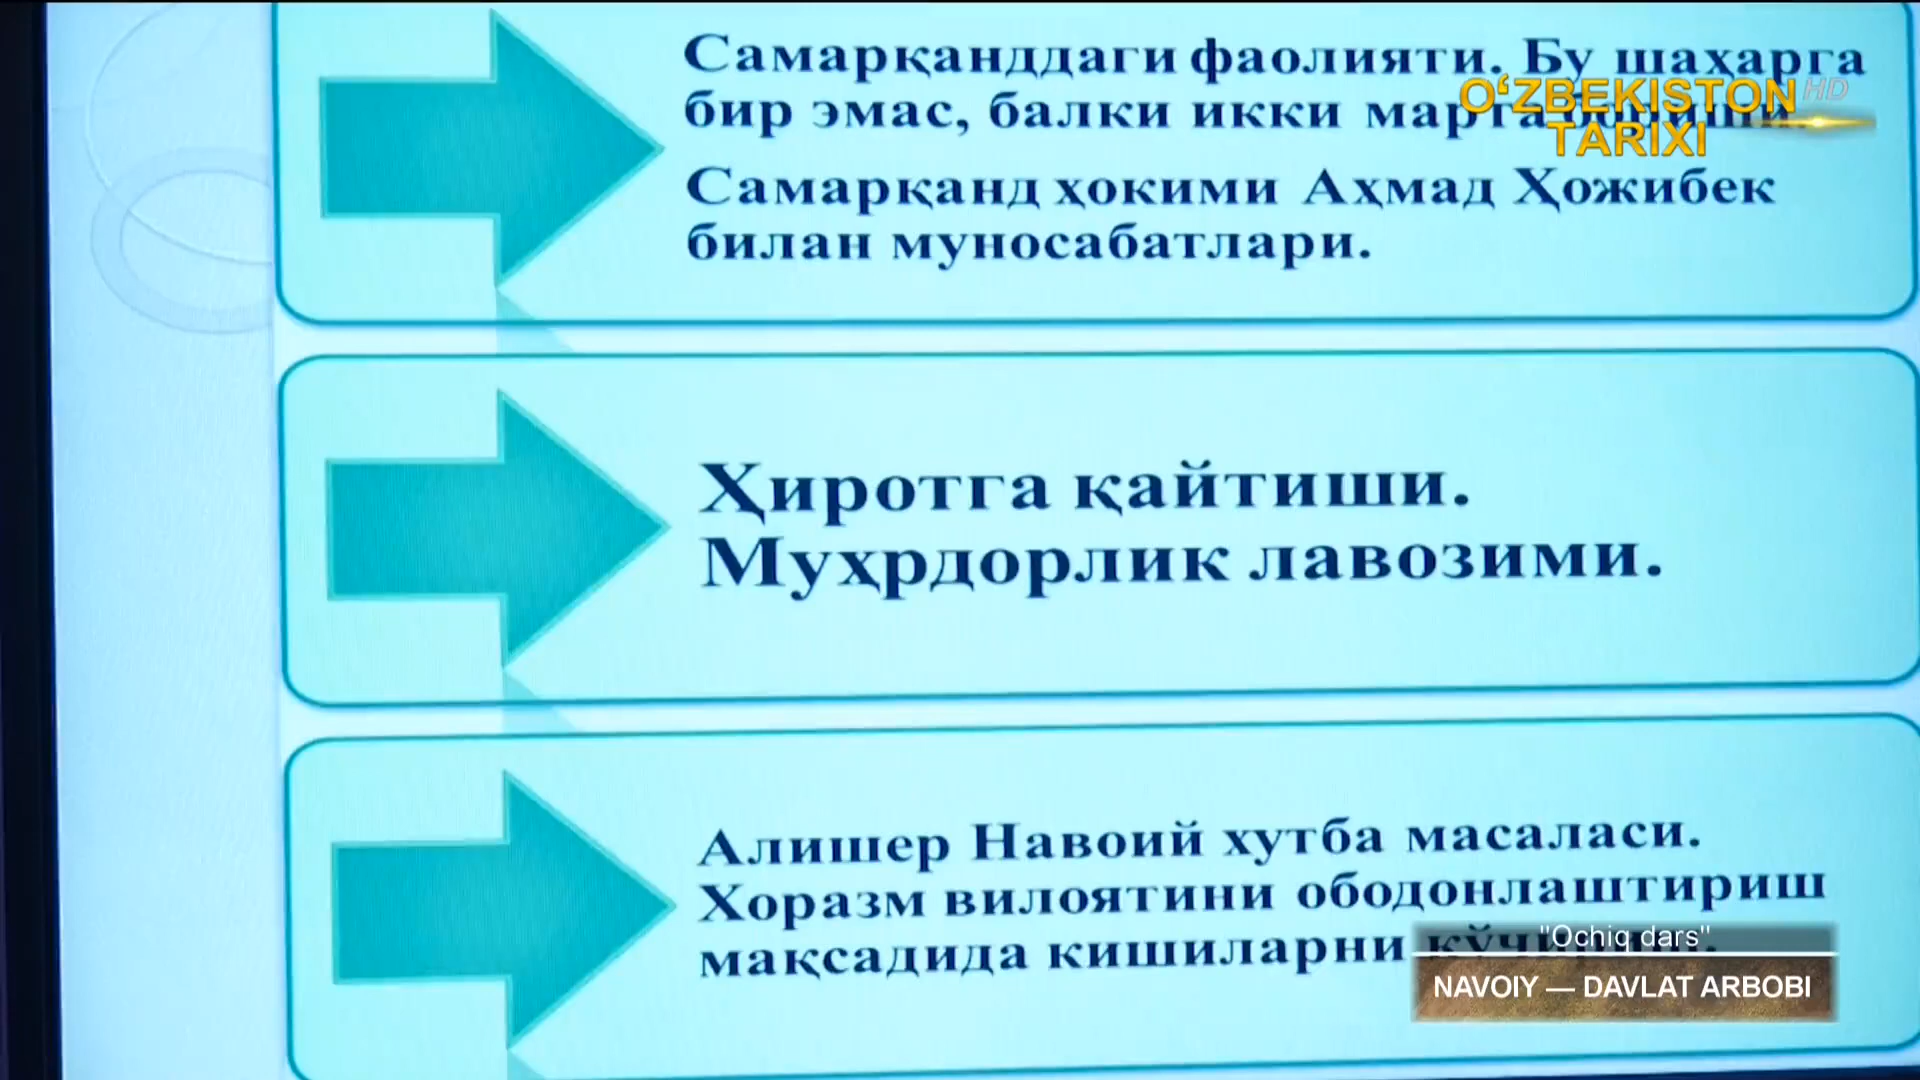 Самарқанддаги фаолияти. Бу шаҳарга
бир эмас, балки икки марта
Самарқанд ҳокими Аҳмад Ҳожибек
билан муносабатлари.
Ҳиротга қайтиши.
Муҳрдорлик лавозими.
Алишер Навоий хутба масаласи.
Хоразм вилоятини ободонлаштириш
мақсадида кишиларни
O‘ZBEKISTON HD
TARIXI
"Ochiq dars"
NAVOIY — DAVLAT ARBOBI